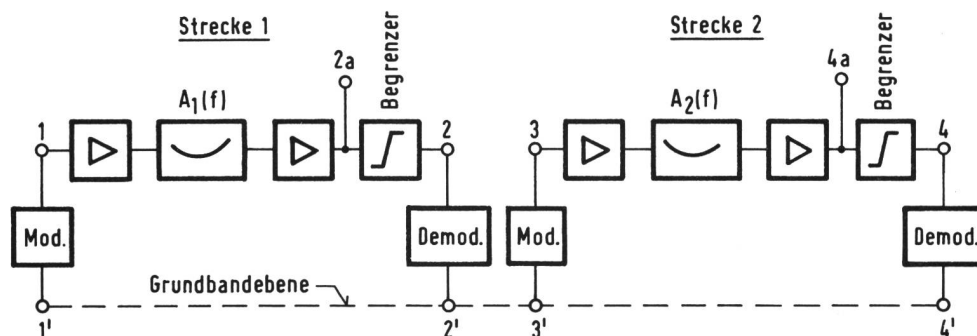 Strecke 1
Strecke 2
2a
Begrenzer
4a
Begrenzer
A1(f)
A2(f)
1
2
3
4
Mod.
Demod.
Mod.
Demod.
Grundbandebene
1'
2'
3'
4'